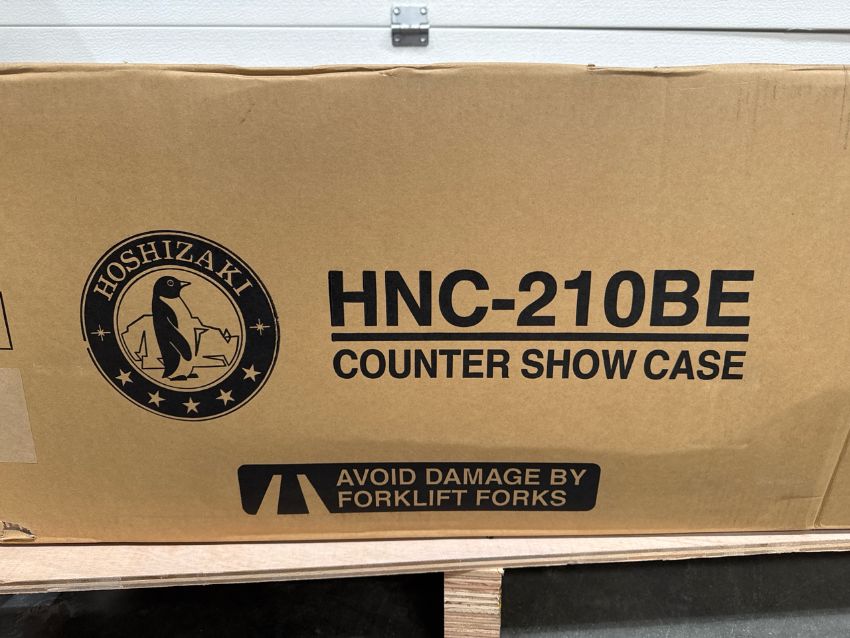 HOSHIZAKI
HNC-210BE
COUNTER SHOW CASE
AVOID DAMAGE BY
FORKLIFT FORKS